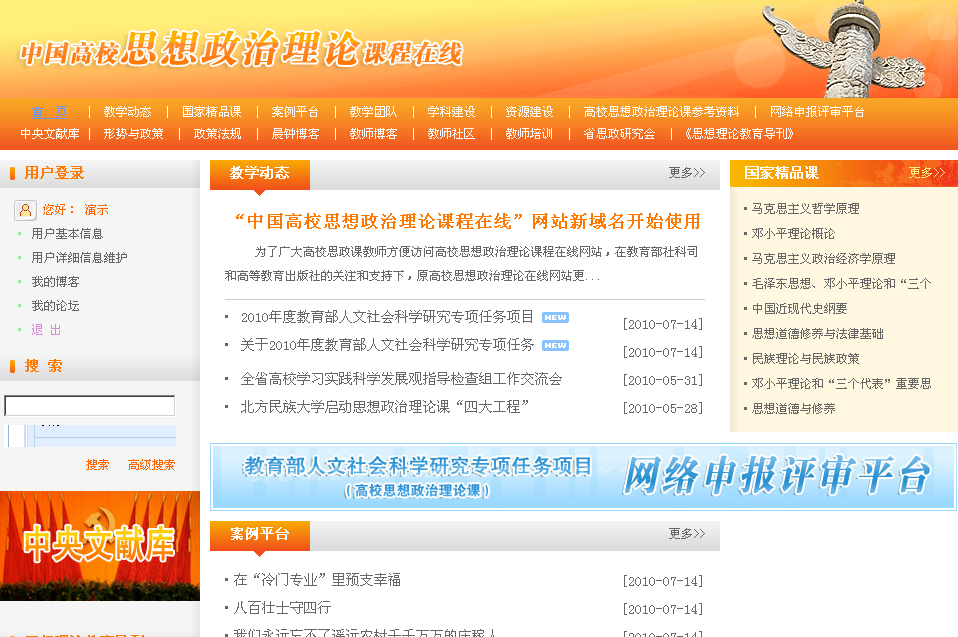 中国高校思想政治理论课程在线
首 页 | 教学动态 | 国家精品课 | 案例平台 | 教学团队 | 学科建设 | 资源建设 | 高校思想政治理论课参考资料 | 网络申报评审平台
中央文献库 | 形势与政策 | 政策法规 | 晨钟博客 | 教师博客 | 教师社区 | 教师培训 | 省思政研究会 | 《思想理论教育导刊》
用户登录
您好： 演示
用户基本信息
用户详细信息维护
我的博客
我的论坛
退 出
搜 索
搜索 高级搜索
中央文献库
教学动态 更多>>
“中国高校思想政治理论课程在线”网站新域名开始使用
为了广大高校思政课教师方便访问高校思想政治理论课程在线网站，在教育部社科司
和高等教育出版社的关注和支持下，原高校思想政治理论在线网站更...
· 2010年度教育部人文社会科学研究专项任务项目 NEW [2010-07-14]
· 关于2010年度教育部人文社会科学研究专项任务 NEW [2010-07-14]
· 全省高校学习实践科学发展观指导检查组工作交流会 [2010-05-31]
· 北方民族大学启动思想政治理论课“四大工程” [2010-05-28]
国家精品课 更多>>
· 马克思主义哲学原理
· 邓小平理论概论
· 马克思主义政治经济学原理
· 毛泽东思想、邓小平理论和“三个
· 中国近现代史纲要
· 思想道德修养与法律基础
· 民族理论与民族政策
· 邓小平理论和“三个代表”重要思
· 思想道德与修养
教育部人文社会科学研究专项任务项目
(高校思想政治理论课)
网络申报评审平台
案例平台 更多>>
· 在“冷门专业”里预支幸福 [2010-07-14]
· 八百壮士守四行 [2010-07-14]
· 我们永远忘不了遥远农村千千万万的庄稼人 [2010-07-14]